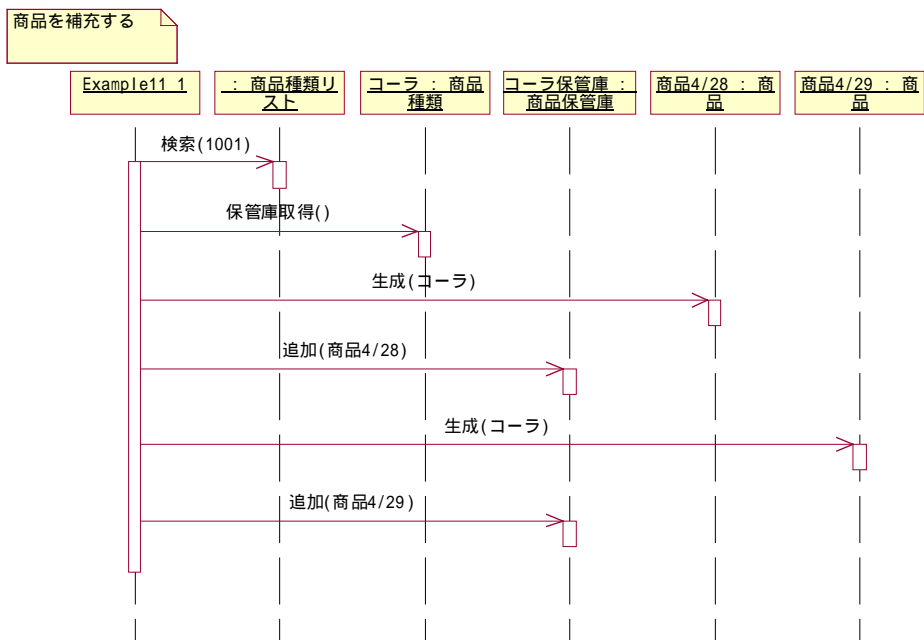 商品を補充する
Example11_1
: 商品種類リ
スト
コーラ : 商品
種類
コーラ保管庫 :
商品保管庫
商品4/28 : 商
品
商品4/29 : 商
品
検索(1001)
保管庫取得()
生成(コーラ)
追加(商品4/28)
生成(コーラ)
追加(商品4/29)